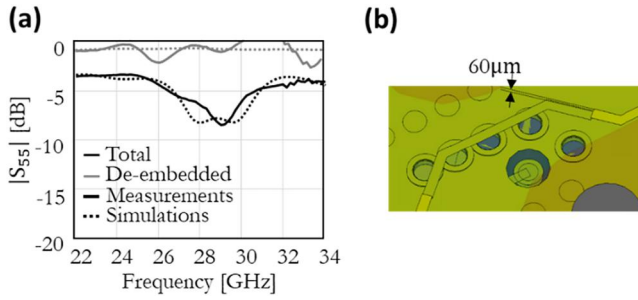 (a)
|S55| [dB]
0
-5
-10
-15
-20
Total
De-embedded
Measurements
Simulations
22 24 26 28 30 32 34
Frequency [GHz]
(b)
60µm